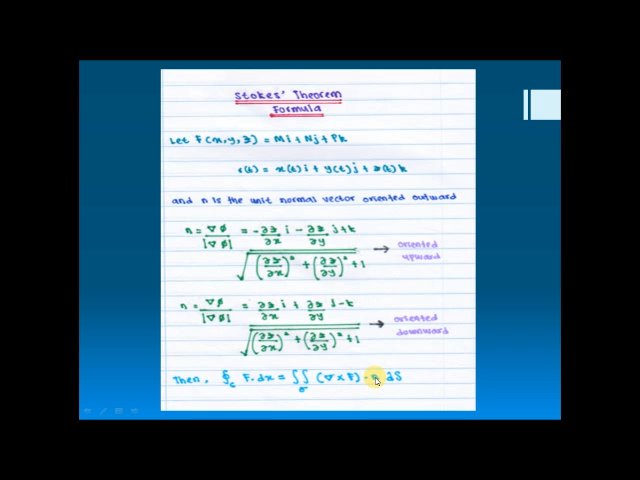 Stokes' Theorem
Formula
Let F(x,y,z) = Mi + Nj + Pk
r(t) = x(t)i + y(t)j + z(t)k
and n is the unit normal vector oriented outward
n = ∇Ø/|∇Ø| = (-∂z/∂x i - ∂z/∂y j + k)/√((∂z/∂x)² + (∂z/∂y)² + 1) → oriented upward
n = ∇Ø/|∇Ø| = (∂z/∂x i + ∂z/∂y j - k)/√((∂z/∂x)² + (∂z/∂y)² + 1) → oriented downward
Then, ∮c F.dr = ∬σ (∇ x F) . n dS